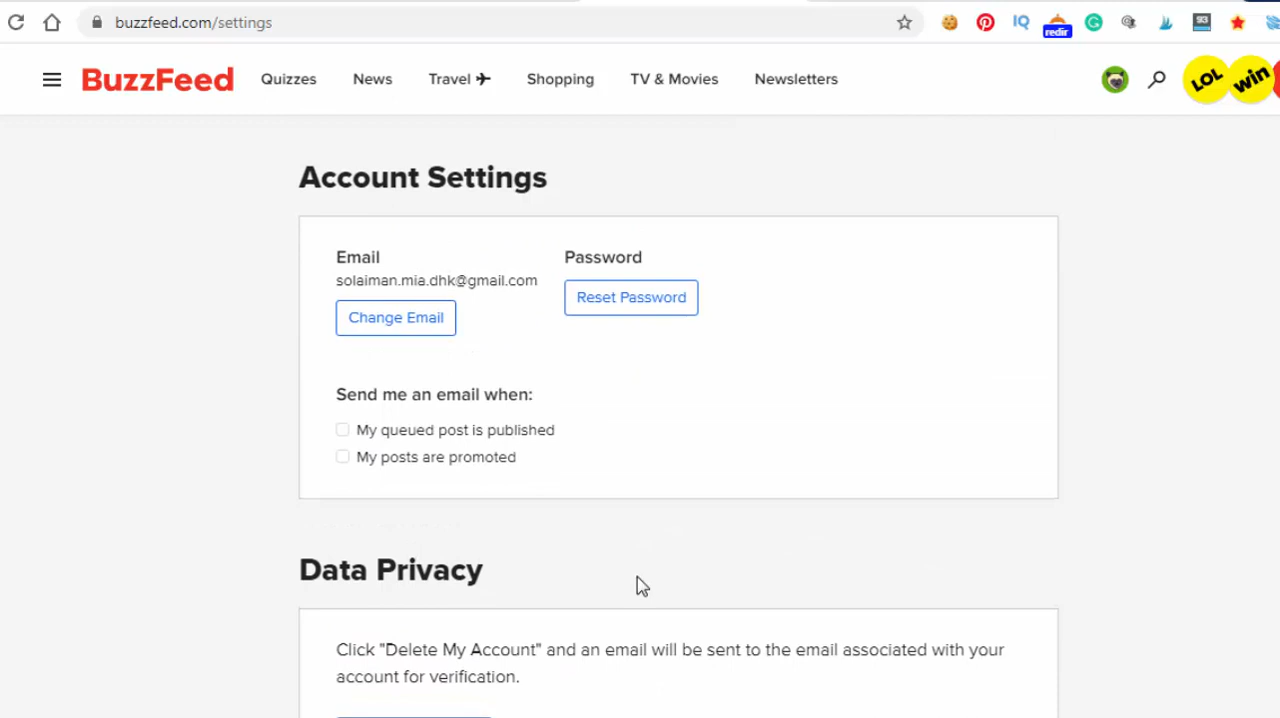 buzzfeed.com/settings
IQ
redir
93
BuzzFeed Quizzes News Travel Shopping TV & Movies Newsletters
LOL
win
Account Settings
Email Password
solaiman.mia.dhk@gmail.com
Reset Password
Change Email
Send me an email when:
My queued post is published
My posts are promoted
Data Privacy
Click "Delete My Account" and an email will be sent to the email associated with your
account for verification.